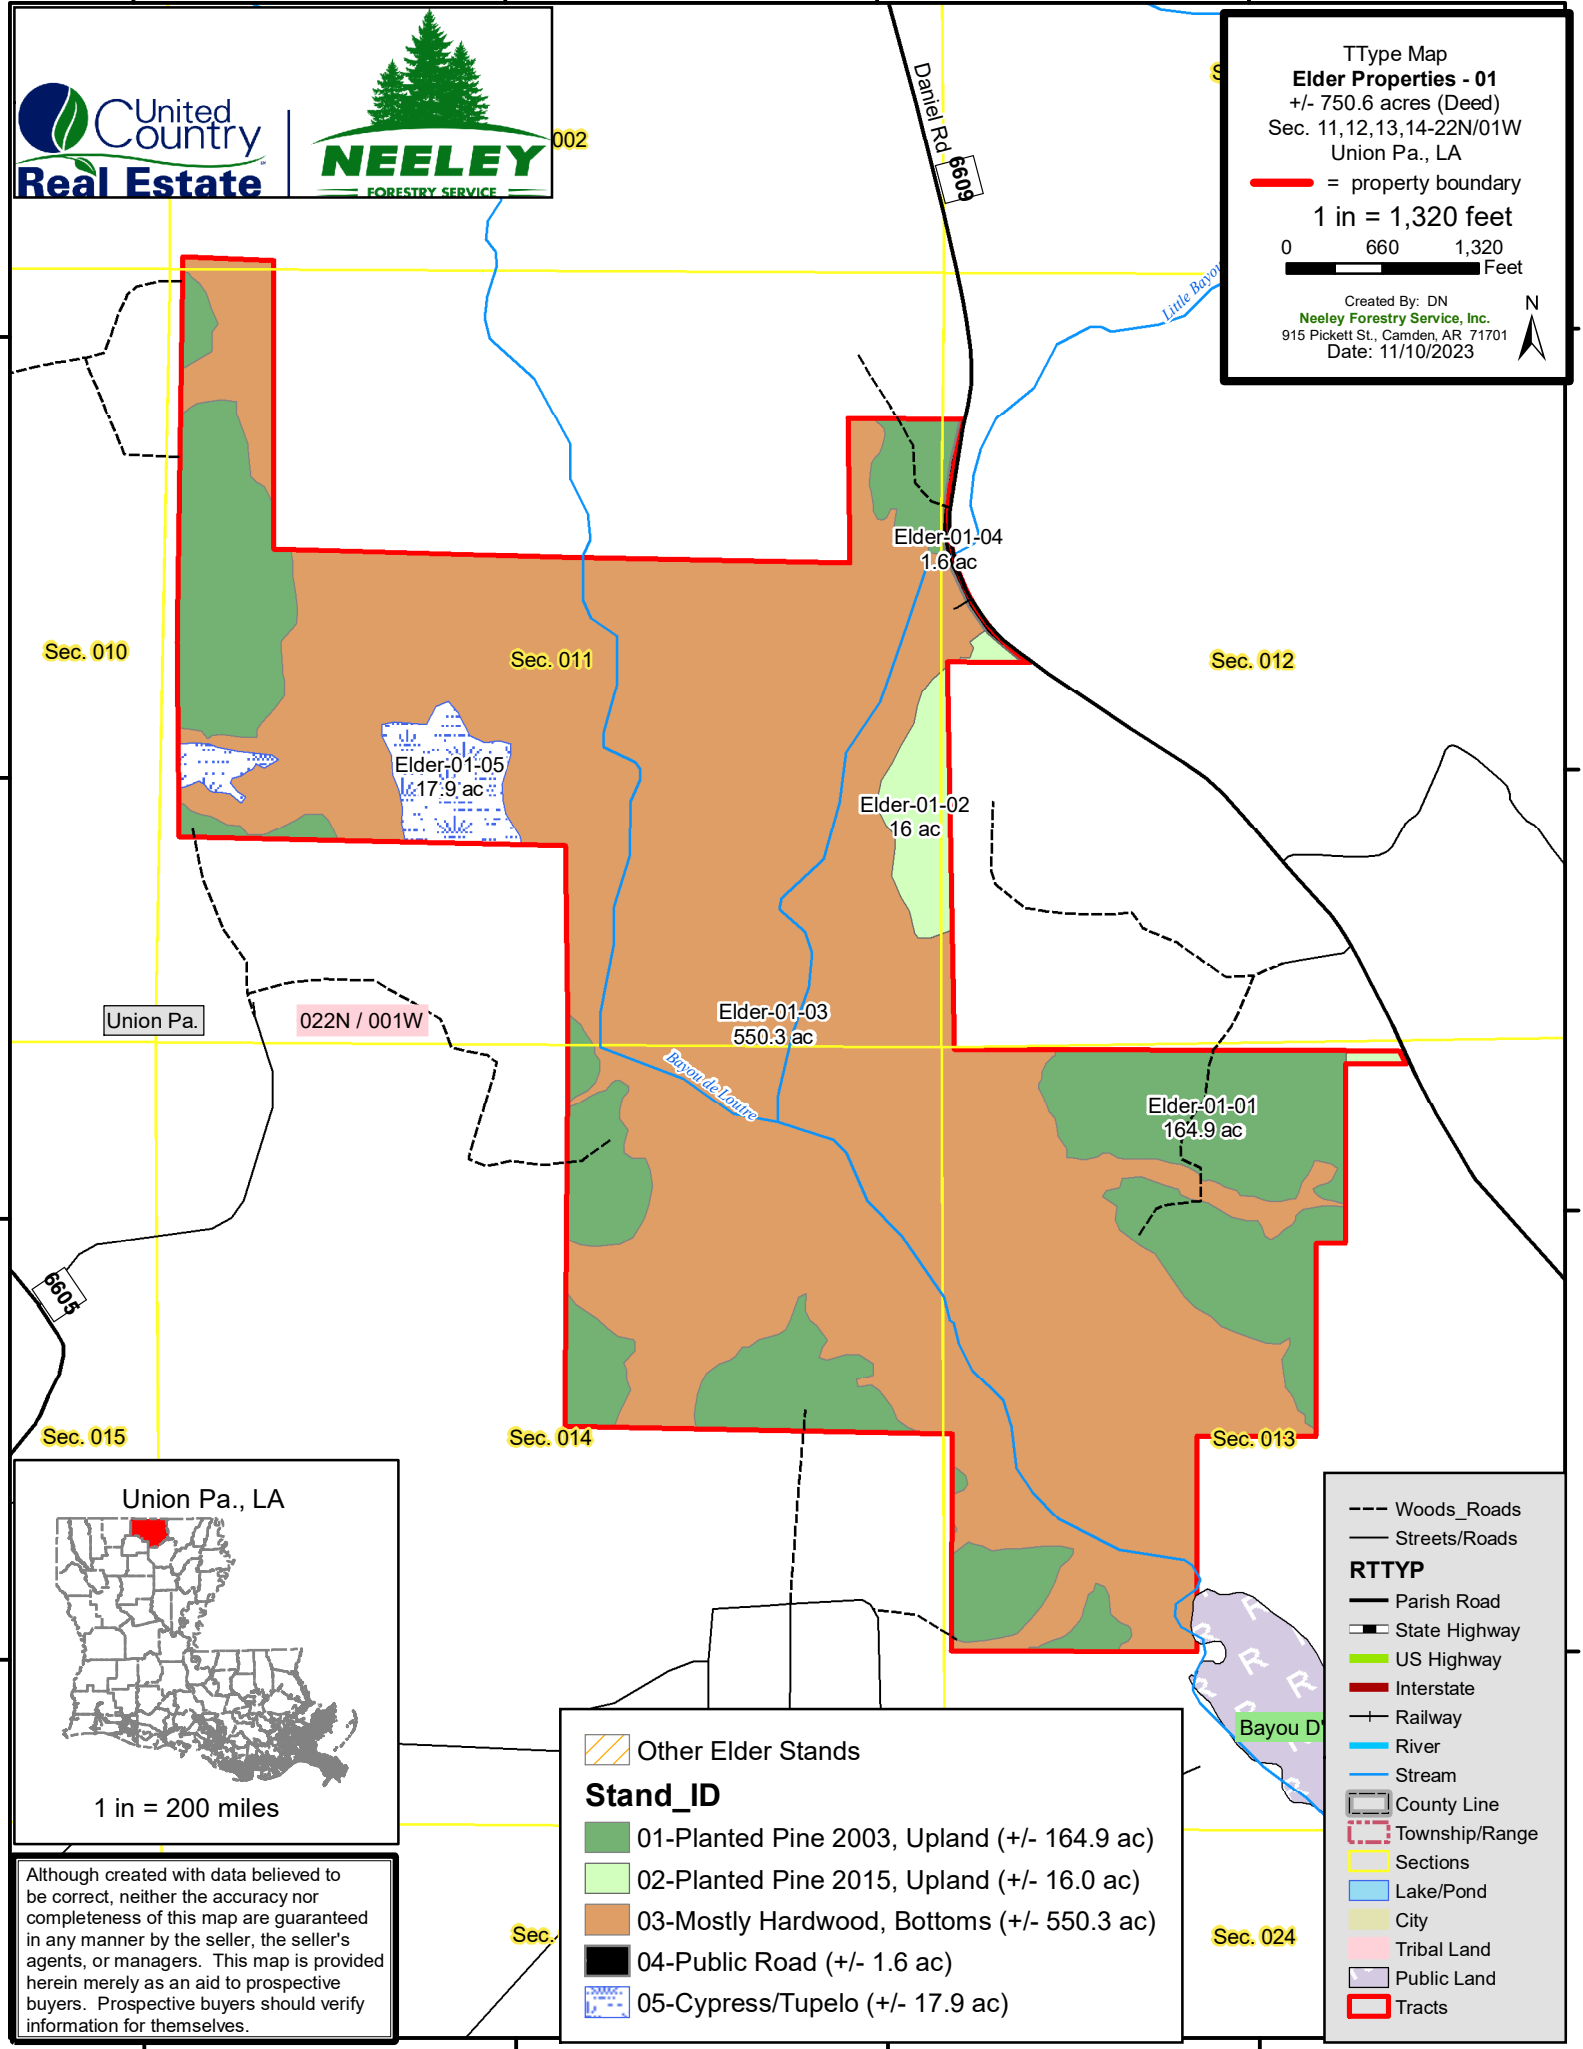 United
Country
Real Estate
NEELEY
FORESTRY SERVICE
002
Daniel Rd
6609
TType Map
Elder Properties - 01
+/- 750.6 acres (Deed)
Sec. 11,12,13,14-22N/01W
Union Pa., LA
= property boundary
1 in = 1,320 feet
0 660 1,320
Feet
Created By: DN
Neeley Forestry Service, Inc.
915 Pickett St., Camden, AR 71701
Date: 11/10/2023
N
Little Bayou
Elder-01-04
1.6 ac
Sec. 010
Sec. 011
Sec. 012
Elder-01-05
17.9 ac
Elder-01-02
16 ac
Union Pa.
022N / 001W
Elder-01-03
550.3 ac
Bayou de Loutre
Elder-01-01
164.9 ac
6605
Sec. 015
Sec. 014
Sec. 013
Union Pa., LA
1 in = 200 miles
Although created with data believed to
be correct, neither the accuracy nor
completeness of this map are guaranteed
in any manner by the seller, the seller's
agents, or managers. This map is provided
herein merely as an aid to prospective
buyers. Prospective buyers should verify
information for themselves.
Other Elder Stands
Stand_ID
01-Planted Pine 2003, Upland (+/- 164.9 ac)
02-Planted Pine 2015, Upland (+/- 16.0 ac)
03-Mostly Hardwood, Bottoms (+/- 550.3 ac)
04-Public Road (+/- 1.6 ac)
05-Cypress/Tupelo (+/- 17.9 ac)
Sec.
Sec. 024
Bayou D'
R
R
R
R
R
Woods_Roads
Streets/Roads
RTTYP
Parish Road
State Highway
US Highway
Interstate
Railway
River
Stream
County Line
Township/Range
Sections
Lake/Pond
City
Tribal Land
Public Land
Tracts